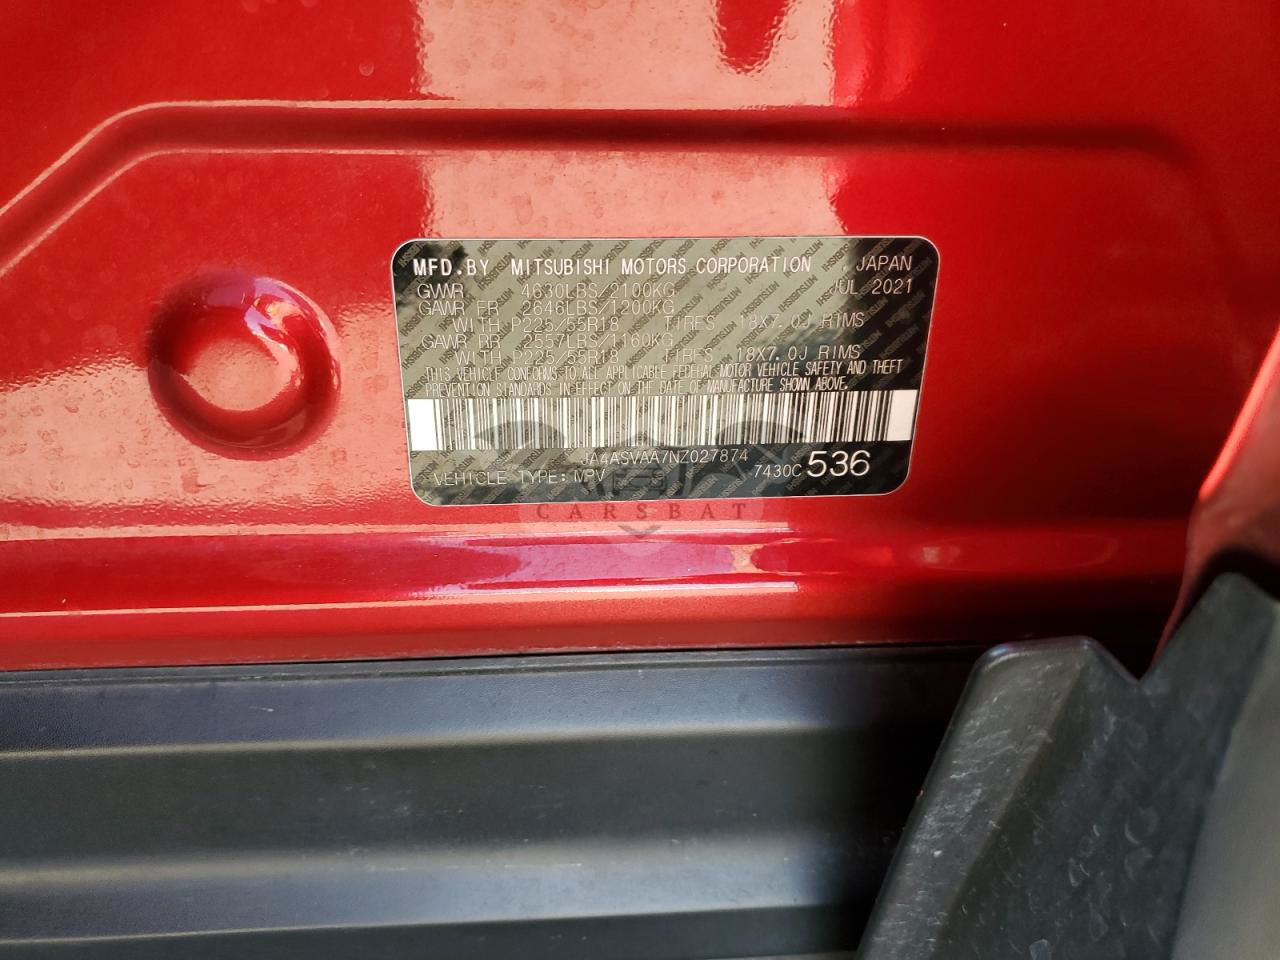 MFD.BY MITSUBISHI MOTORS CORPORATION , JAPAN
GVWR 4630LBS/2100KG JUL 2021
GAWR FR 2646LBS/1200KG
WITH P225/55R18 TIRES 18X7.0J RIMS
GAWR RR 2557LBS/1160KG
WITH P225/55R18 TIRES 18X7.0J RIMS
THIS VEHICLE CONFORMS TO ALL APPLICABLE FEDERAL MOTOR VEHICLE SAFETY AND THEFT
PREVENTION STANDARDS IN EFFECT ON THE DATE OF MANUFACTURE SHOWN ABOVE.
JA4ASVAA7NZ027874
VEHICLE TYPE: MPV 7430C 536
CARSBAT